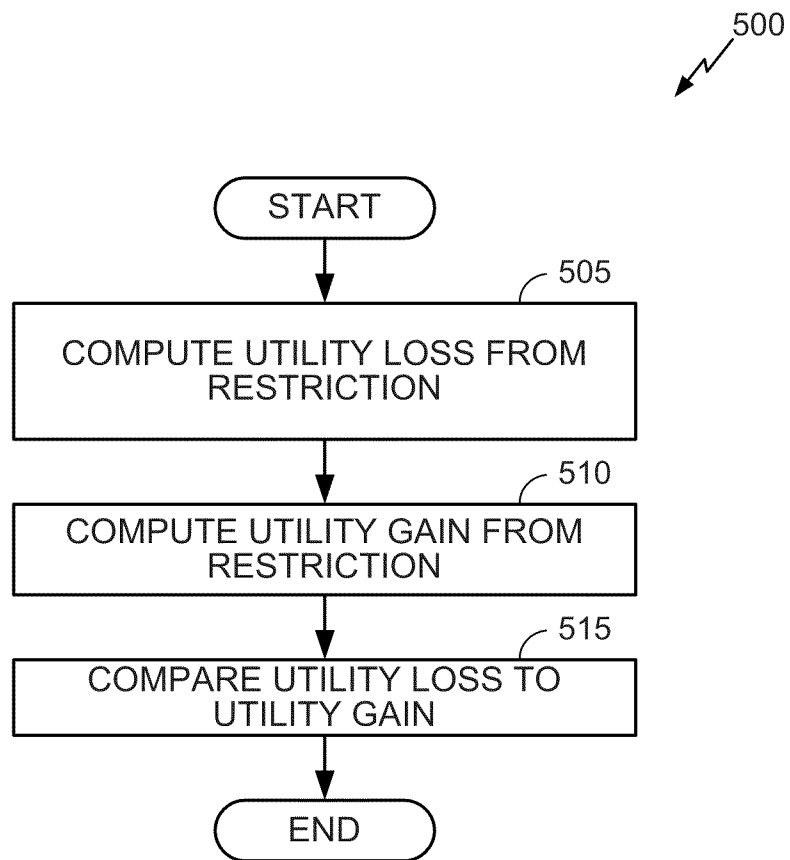 500
START
505
COMPUTE UTILITY LOSS FROM
RESTRICTION
510
COMPUTE UTILITY GAIN FROM
RESTRICTION
515
COMPARE UTILITY LOSS TO
UTILITY GAIN
END